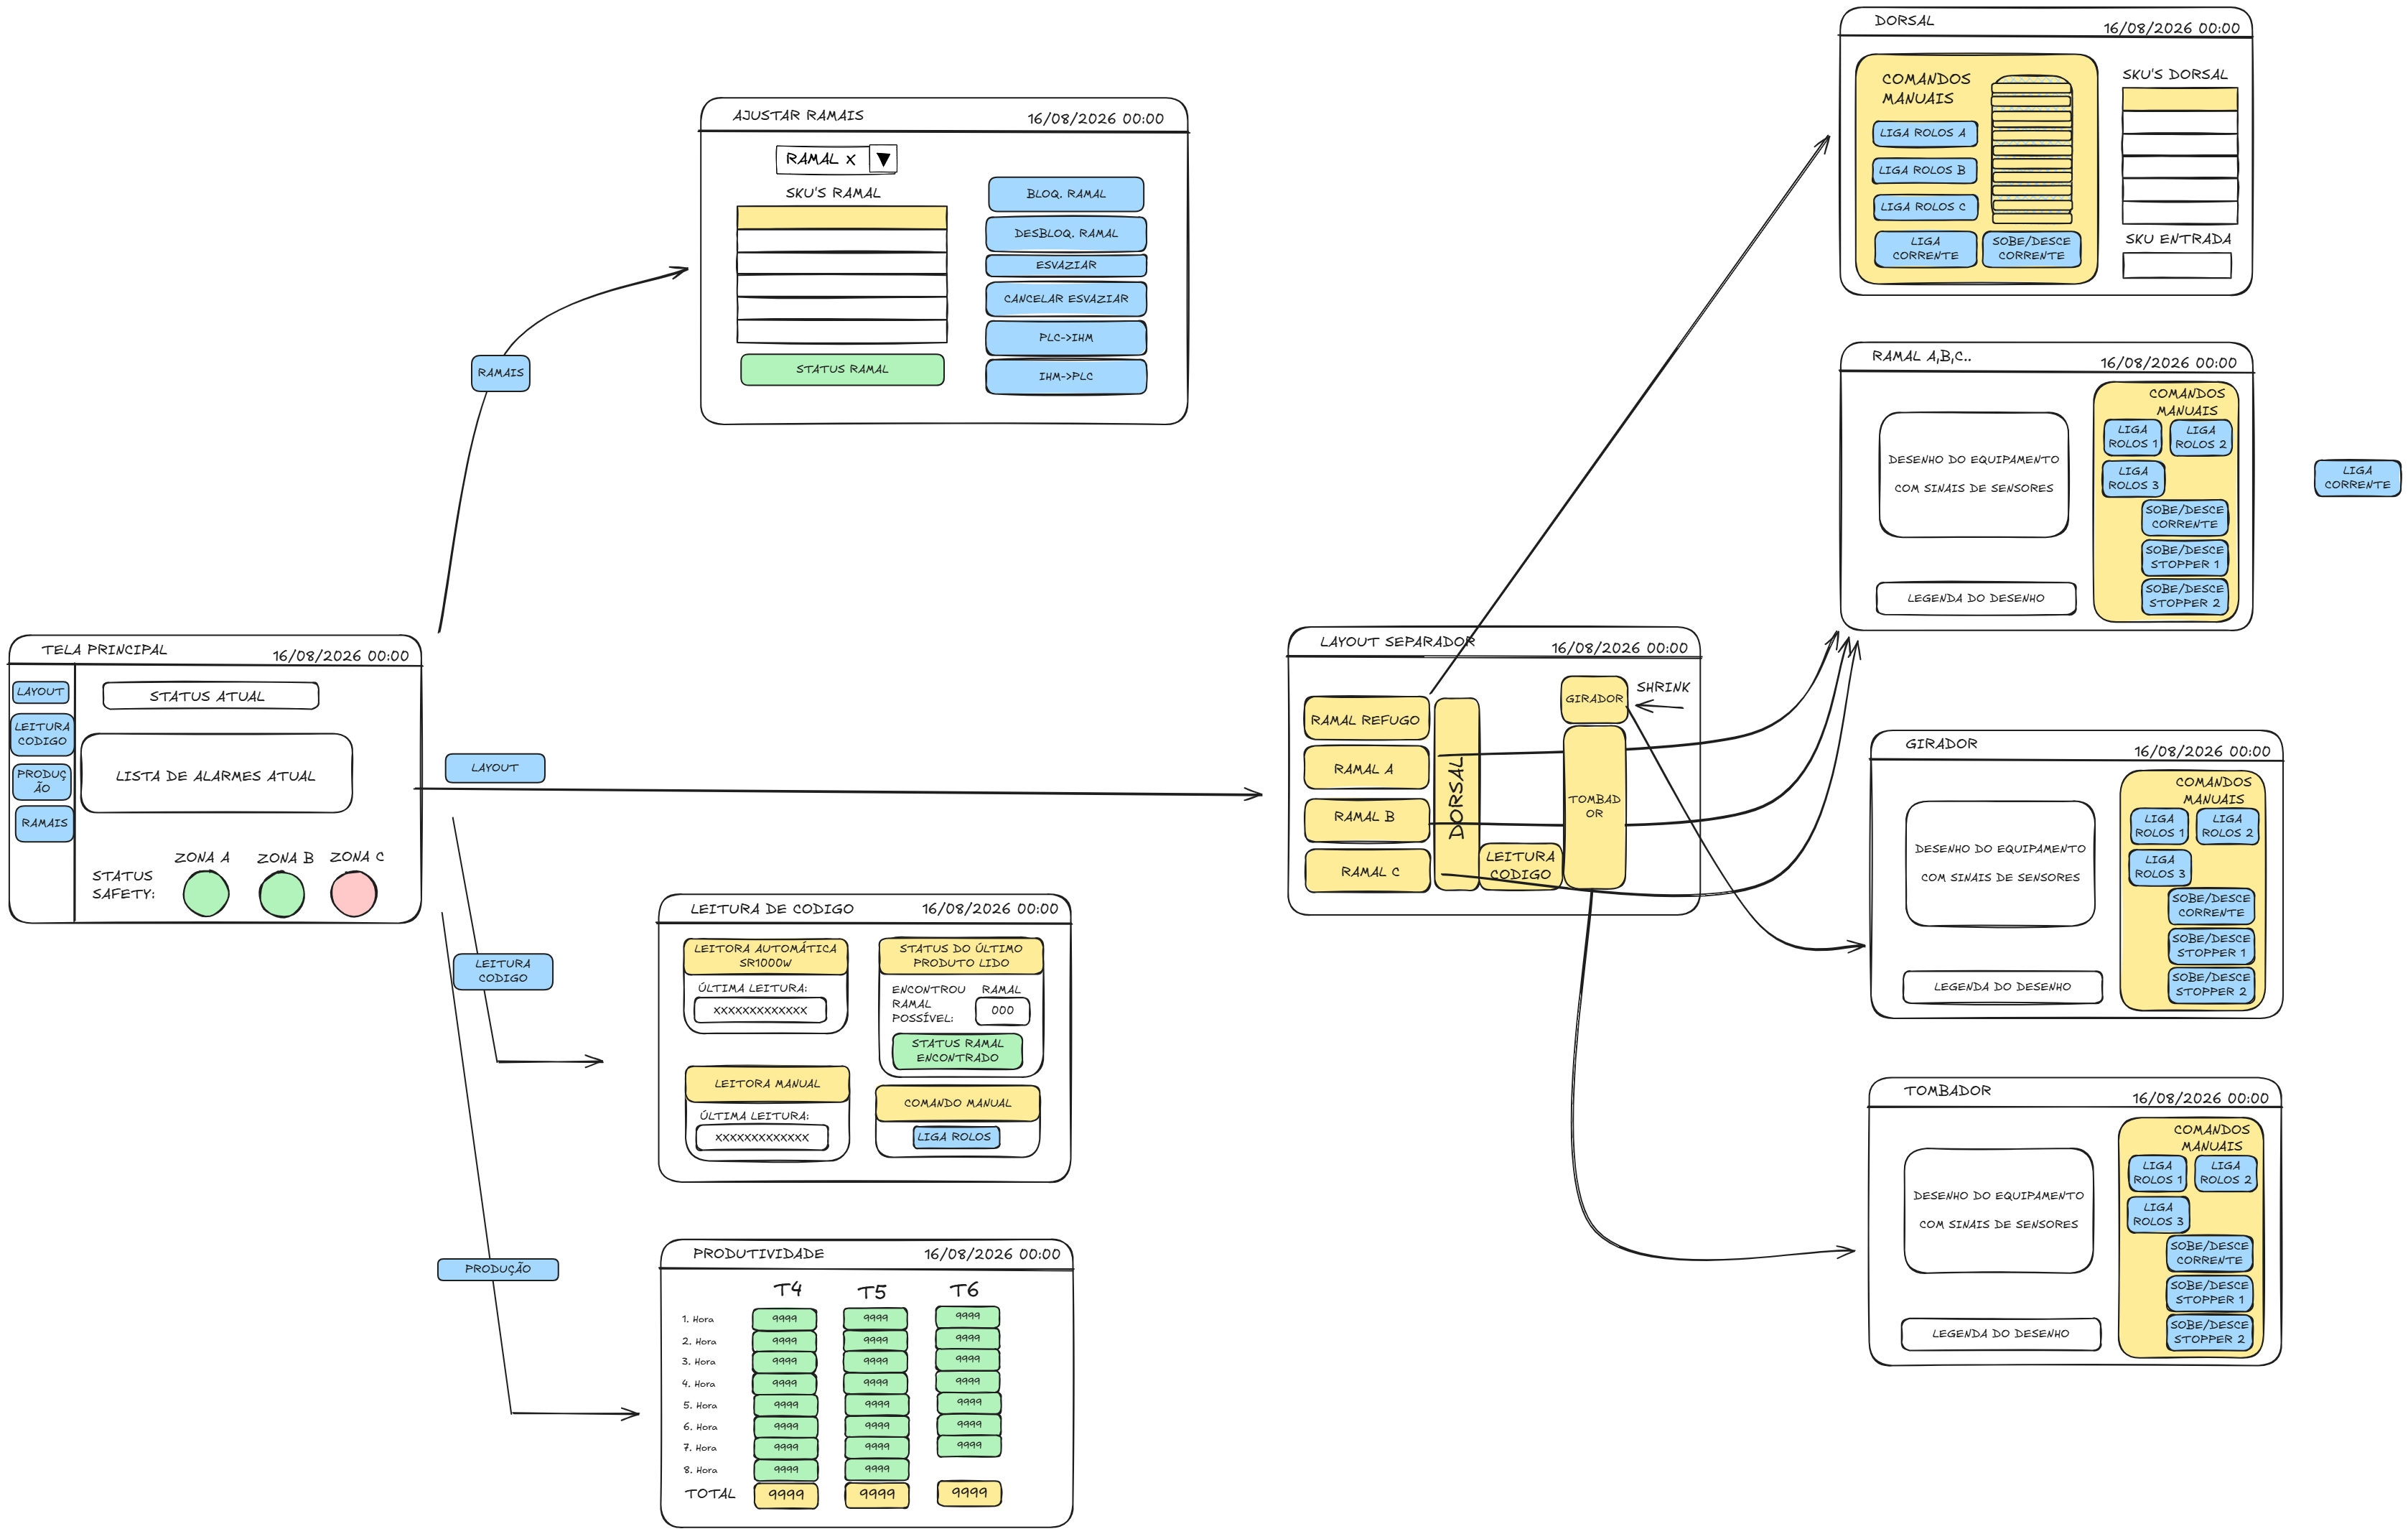 AJUSTAR RAMAIS
16/08/2026 00:00
RAMAL X
▼
SKU'S RAMAL
STATUS RAMAL
BLOQ. RAMAL
DESBLOQ. RAMAL
ESVAZIAR
CANCELAR ESVAZIAR
PLC->IHM
IHM->PLC
RAMAIS
TELA PRINCIPAL
16/08/2026 00:00
LAYOUT
LEITURA
CODIGO
PRODUÇ
ÃO
RAMAIS
STATUS ATUAL
LISTA DE ALARMES ATUAL
STATUS
SAFETY:
ZONA A
ZONA B
ZONA C
LAYOUT
LEITURA
CODIGO
PRODUÇÃO
LEITURA DE CODIGO
16/08/2026 00:00
LEITORA AUTOMÁTICA
SR1000W
ÚLTIMA LEITURA:
XXXXXXXXXXXXX
STATUS DO ÚLTIMO
PRODUTO LIDO
ENCONTROU
RAMAL
POSSÍVEL:
RAMAL
000
STATUS RAMAL
ENCONTRADO
LEITORA MANUAL
ÚLTIMA LEITURA:
XXXXXXXXXXXXX
COMANDO MANUAL
LIGA ROLOS
PRODUTIVIDADE
16/08/2026 00:00
T4 T5 T6
1. Hora 9999 9999 9999
2. Hora 9999 9999 9999
3. Hora 9999 9999 9999
4. Hora 9999 9999 9999
5. Hora 9999 9999 9999
6. Hora 9999 9999 9999
7. Hora 9999 9999 9999
8. Hora 9999 9999
TOTAL 9999 9999 9999
LAYOUT SEPARADOR
16/08/2026 00:00
RAMAL REFUGO
RAMAL A
RAMAL B
RAMAL C
DORSAL
LEITURA
CODIGO
GIRADOR
TOMBAD
OR
SHRINK
DORSAL
16/08/2026 00:00
COMANDOS
MANUAIS
LIGA ROLOS A
LIGA ROLOS B
LIGA ROLOS C
LIGA
CORRENTE
SOBE/DESCE
CORRENTE
SKU'S DORSAL
SKU ENTRADA
RAMAL A,B,C..
16/08/2026 00:00
DESENHO DO EQUIPAMENTO
COM SINAIS DE SENSORES
LEGENDA DO DESENHO
COMANDOS
MANUAIS
LIGA
ROLOS 1
LIGA
ROLOS 2
LIGA
ROLOS 3
SOBE/DESCE
CORRENTE
SOBE/DESCE
STOPPER 1
SOBE/DESCE
STOPPER 2
LIGA
CORRENTE
GIRADOR
16/08/2026 00:00
DESENHO DO EQUIPAMENTO
COM SINAIS DE SENSORES
LEGENDA DO DESENHO
COMANDOS
MANUAIS
LIGA
ROLOS 1
LIGA
ROLOS 2
LIGA
ROLOS 3
SOBE/DESCE
CORRENTE
SOBE/DESCE
STOPPER 1
SOBE/DESCE
STOPPER 2
TOMBADOR
16/08/2026 00:00
DESENHO DO EQUIPAMENTO
COM SINAIS DE SENSORES
LEGENDA DO DESENHO
COMANDOS
MANUAIS
LIGA
ROLOS 1
LIGA
ROLOS 2
LIGA
ROLOS 3
SOBE/DESCE
CORRENTE
SOBE/DESCE
STOPPER 1
SOBE/DESCE
STOPPER 2